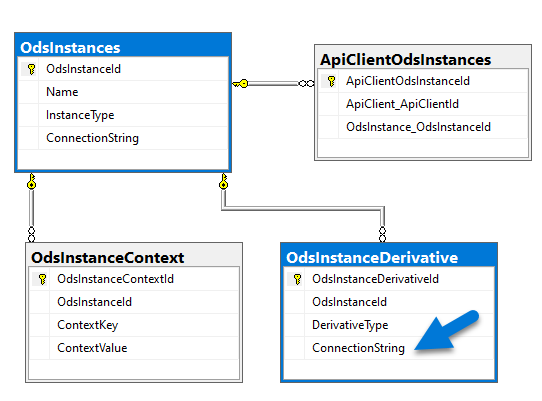 OdsInstances
OdsInstanceId
Name
InstanceType
ConnectionString
ApiClientOdsInstances
ApiClientOdsInstanceId
ApiClient_ApiClientId
OdsInstance_OdsInstanceId
OdsInstanceContext
OdsInstanceContextId
OdsInstanceId
ContextKey
ContextValue
OdsInstanceDerivative
OdsInstanceDerivativeId
OdsInstanceId
DerivativeType
ConnectionString